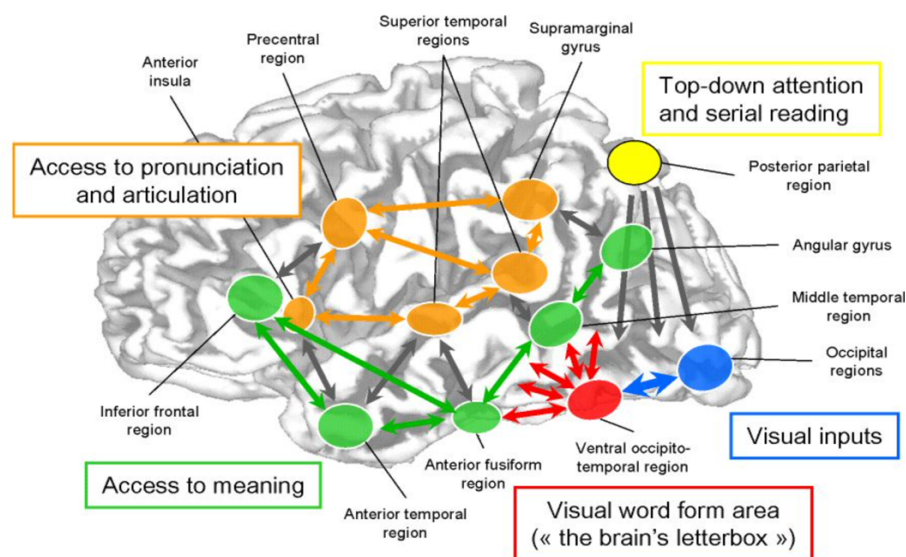 Superior temporal
regions
Supramarginal
gyrus
Precentral
region
Anterior
insula
Top-down attention
and serial reading
Access to pronunciation
and articulation
Posterior parietal
region
Angular gyrus
Middle temporal
region
Occipital
regions
Inferior frontal
region
Visual inputs
Ventral occipito-
temporal region
Anterior fusiform
region
Access to meaning
Anterior temporal
region
Visual word form area
(« the brain's letterbox »)